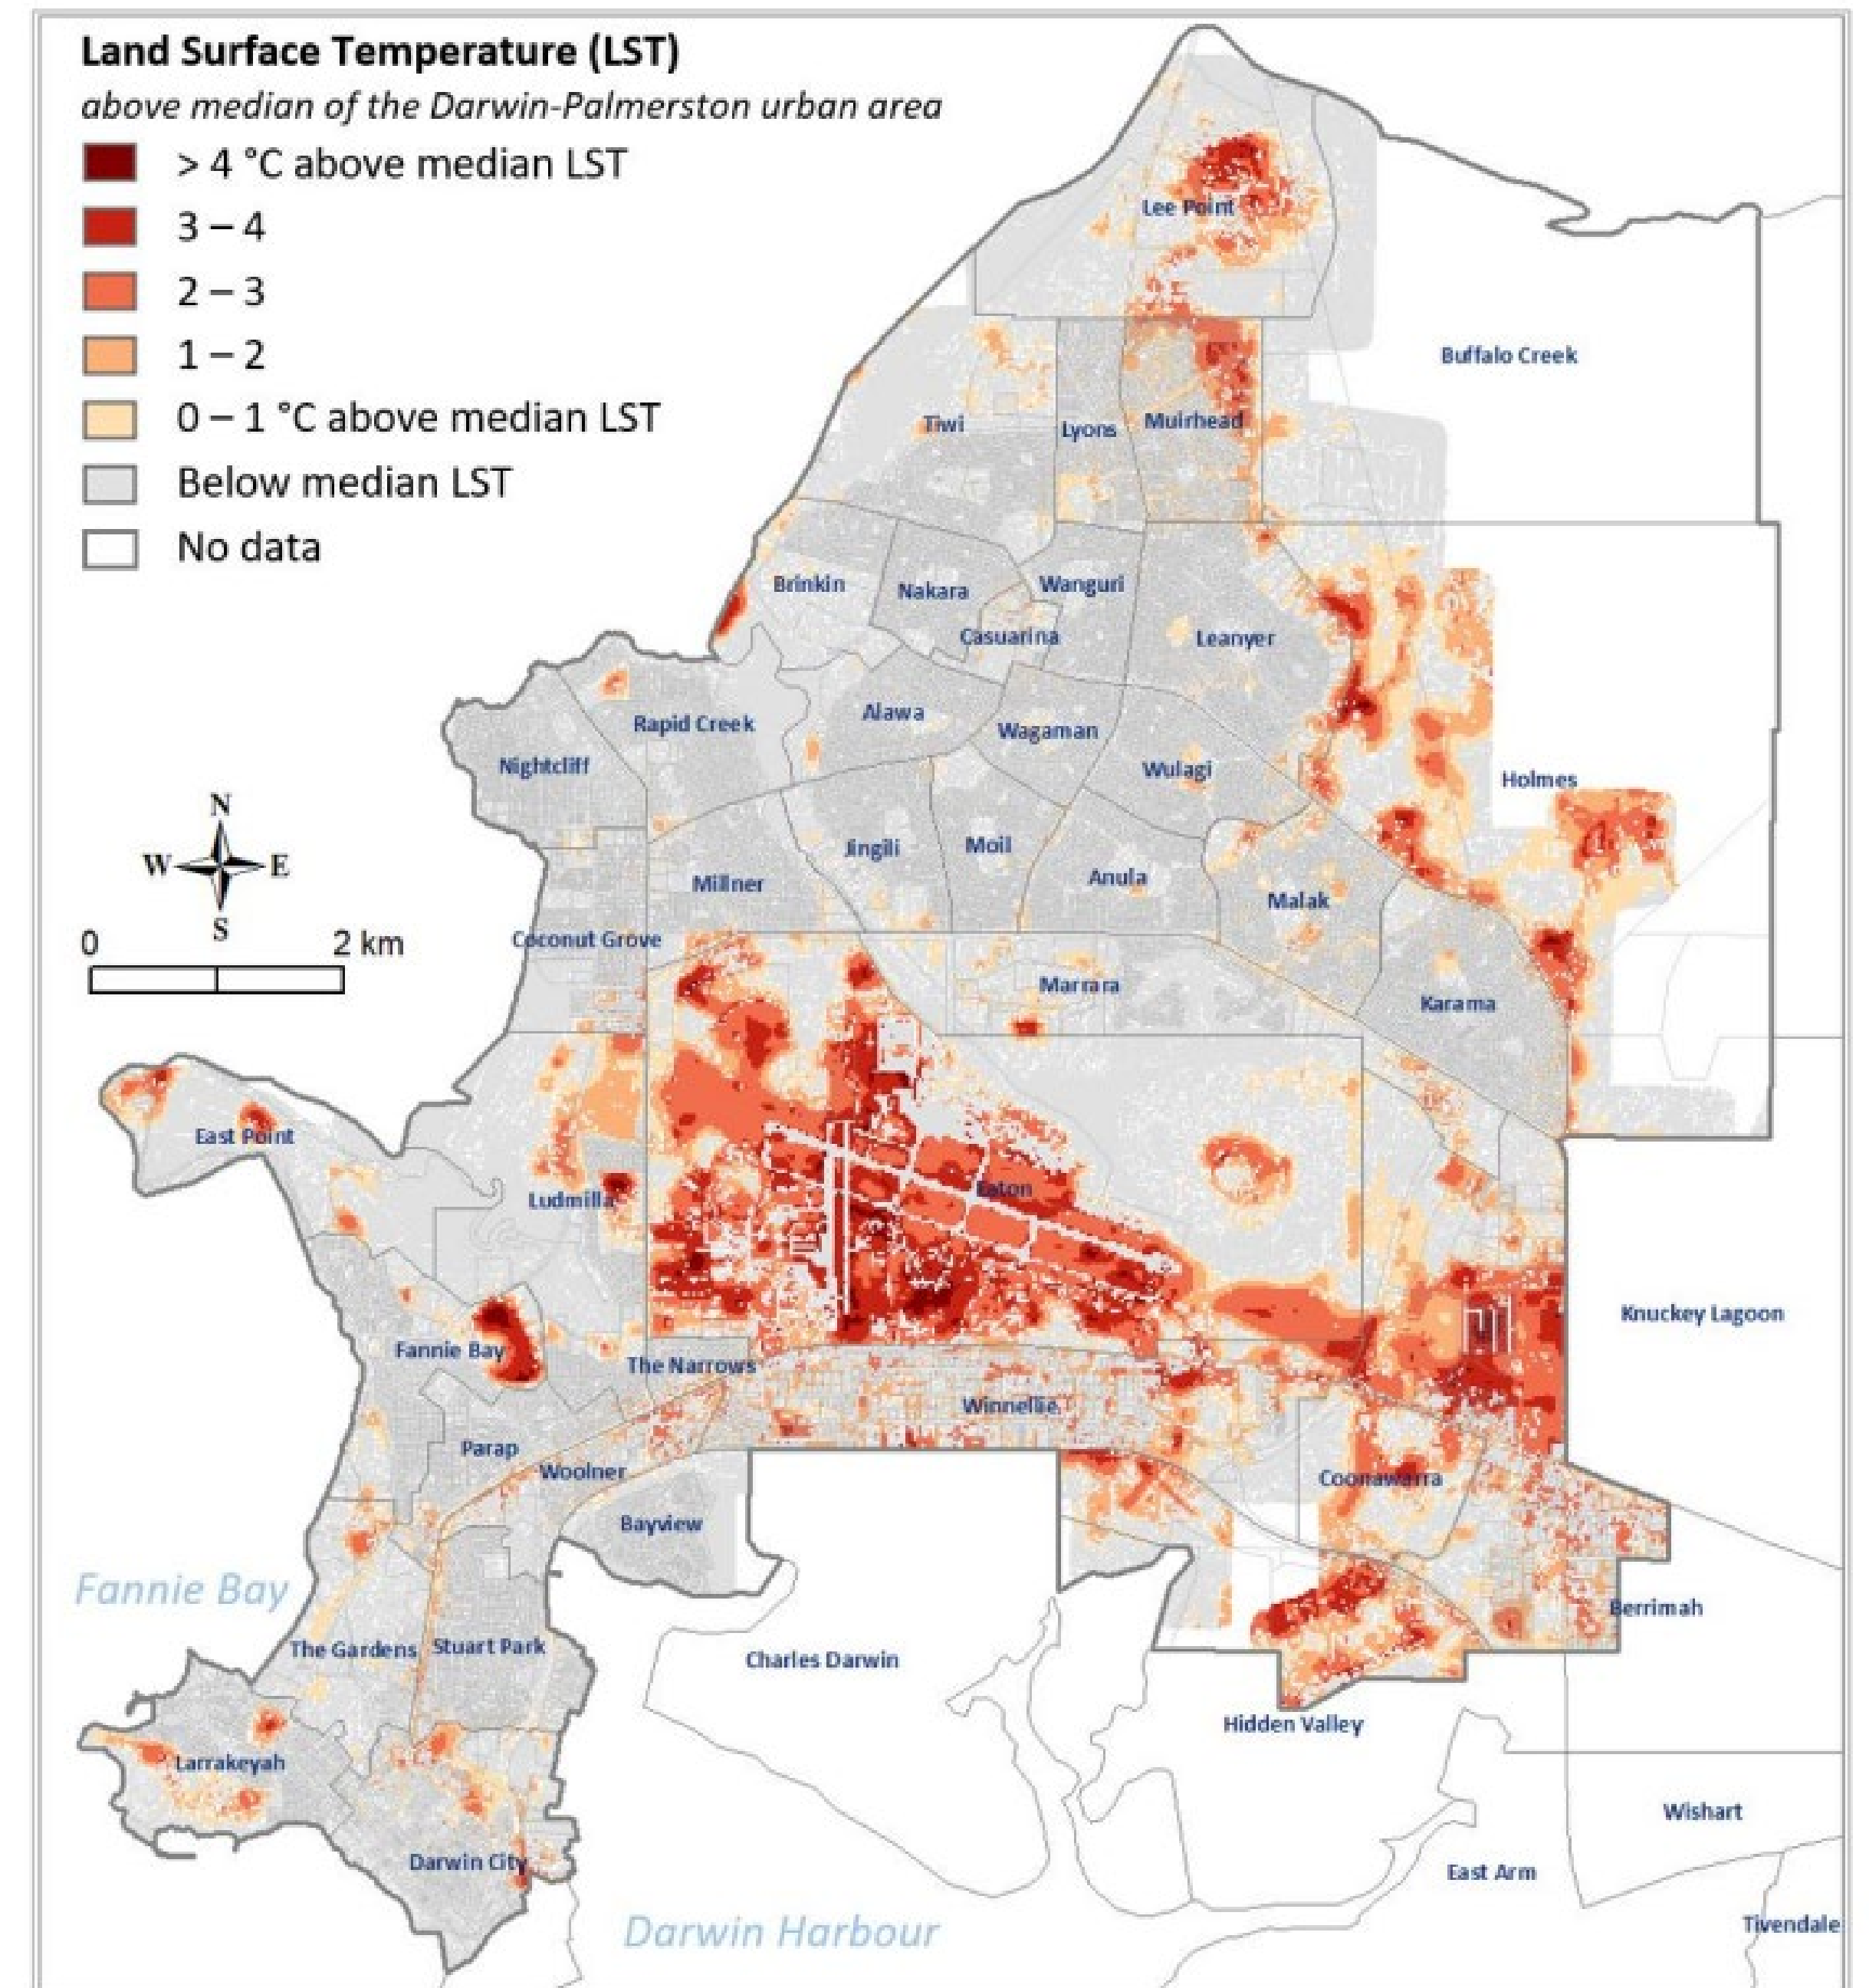 Land Surface Temperature (LST)
above median of the Darwin-Palmerston urban area
> 4 °C above median LST
3 – 4
2 – 3
1 – 2
0 – 1 °C above median LST
Below median LST
No data
Lee Point
Buffalo Creek
Tiwi
Lyons
Muirhead
Brinkin
Nakara
Wanguri
Casuarina
Leanyer
Rapid Creek
Alawa
Wagaman
Nightcliff
Wulagi
Holmes
N
W
E
S
0
2 km
Jingili
Moil
Millner
Anula
Malak
Coconut Grove
Marrara
Karama
East Point
Ludmilla
Eaton
Knuckey Lagoon
Fannie Bay
The Narrows
Winnellie
Parap
Woolner
Coonawarra
Bayview
Fannie Bay
Berrimah
The Gardens
Stuart Park
Charles Darwin
Hidden Valley
Larrakeyah
Wishart
Darwin City
East Arm
Darwin Harbour
Tivendale